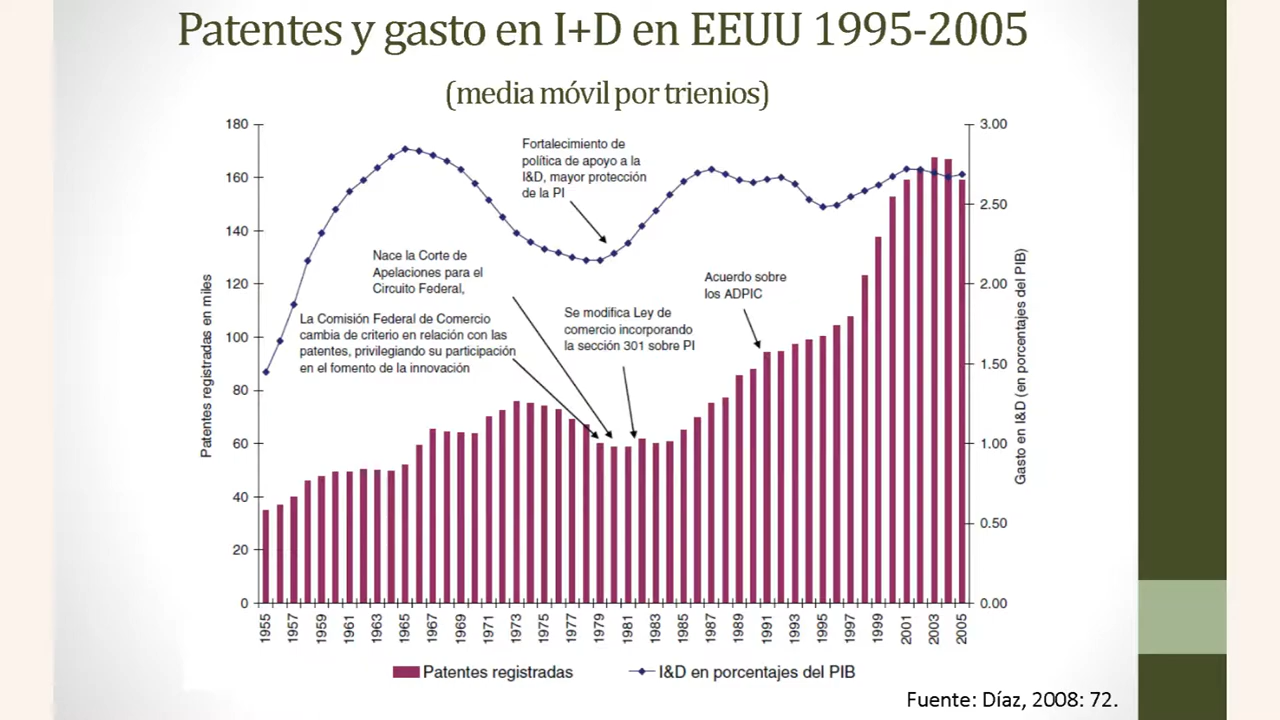 Patentes y gasto en I+D en EEUU 1995-2005
(media móvil por trienios)
180
160
140
120
100
80
60
40
20
0
Patentes registradas en miles
Fortalecimiento de
política de apoyo a la
I&D, mayor protección
de la PI
Nace la Corte de
Apelaciones para el
Circuito Federal,
La Comisión Federal de Comercio
cambia de criterio en relación con las
patentes, privilegiando su participación
en el fomento de la innovación
Se modifica Ley de
comercio incorporando
la sección 301 sobre PI
Acuerdo sobre
los ADPIC
3.00
2.50
2.00
1.50
1.00
0.50
0.00
Gasto en I&D (en porcentajes del PIB)
1955
1957
1959
1961
1963
1965
1967
1969
1971
1973
1975
1977
1979
1981
1983
1985
1987
1989
1991
1993
1995
1997
1999
2001
2003
2005
Patentes registradas
I&D en porcentajes del PIB
Fuente: Díaz, 2008: 72.